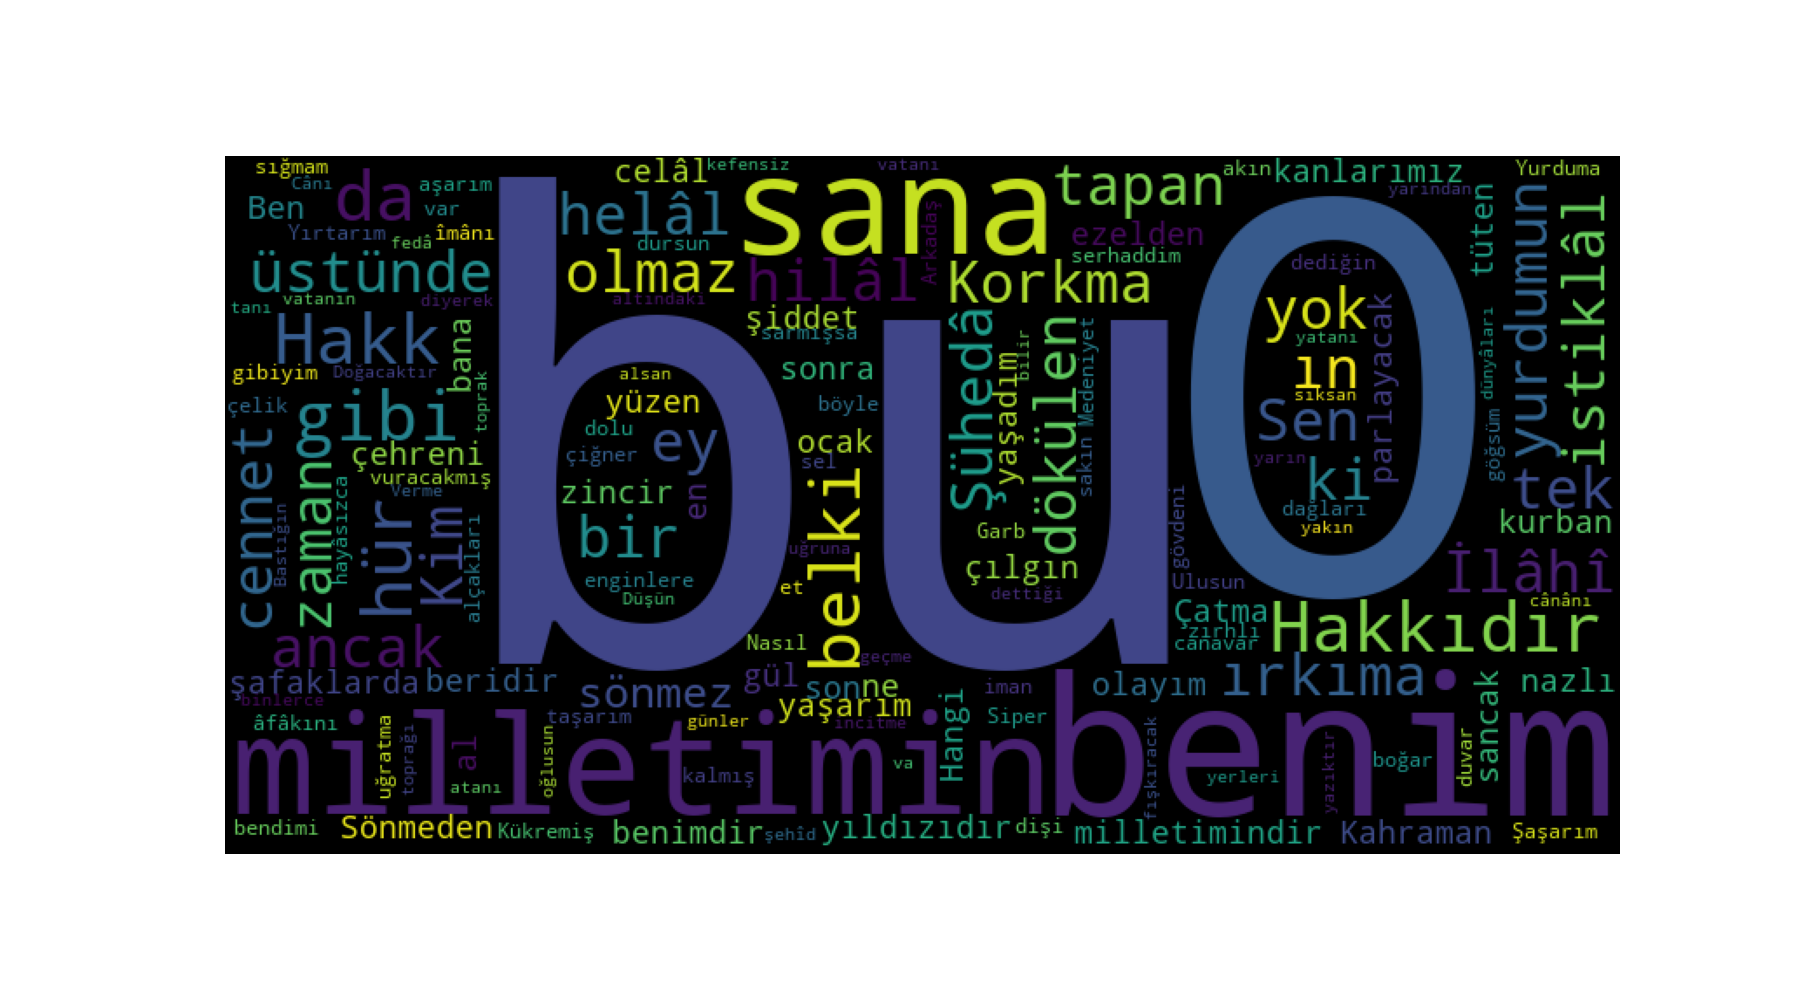 sığmam
Cânı
Ben
da
aşarım
var
Yırtarım
îmânı
fedâ
üstünde
tanı
vatanın
diyerek
Hakk
bana
gibiyim
Doğacaktır
toprak
çelik
gibi
çehreni
cennet
zaman
vuracakmış
Verme
hayâsızca
Bastığın
hür
Kim
alçakları
ancak
şafaklarda
beridir
binlerce
âfâkını
bu
O
celâl
kefensiz
vatanı
helâl
sana
dursun
olmaz
hilâl
Arkadaş
altındaki
şiddet
sarmışsa
alsan
yüzen
dolu
çiğner
ey
zincir
en
bir
enginlere
Düşün
sonra
böyle
ocak
sel
belki
uğruna
et
Nasıl
geçme
tapan
akın
kanlarımız
yarından
Yurduma
ezelden
serhaddim
Korkma
Şühedâ
yaşadım
bilir
dökülen
Medeniyet
sakın
Garb
çılgın
dettiği
gövdeni
Ulusun
Çatma
zırhlı
canavar
dediğin
yok
yatanı
ın
sıksan
parlayacak
Sen
yarın
ki
dağları
yakın
tüten
dünyâları
göğsüm
yurdumun
istiklâl
tek
kurban
İlâhî
cânânı
Hakkıdır
sönmez
gül
son
ne
yaşarım
iman
Hangi
Siper
olayım
ırkıma
sancak
nazlı
taşarım
günler
incitme
milletimin
benim
uğratma
toprağı
al
atanı
oğlusun
kalmış
va
fışkıracak
yerleri
yazıktır
boğar
duvar
bendimi
Sönmeden
Kükremiş
benimdir
şehîd
yıldızıdır
dişi
milletimindir
Kahraman
Şaşarım